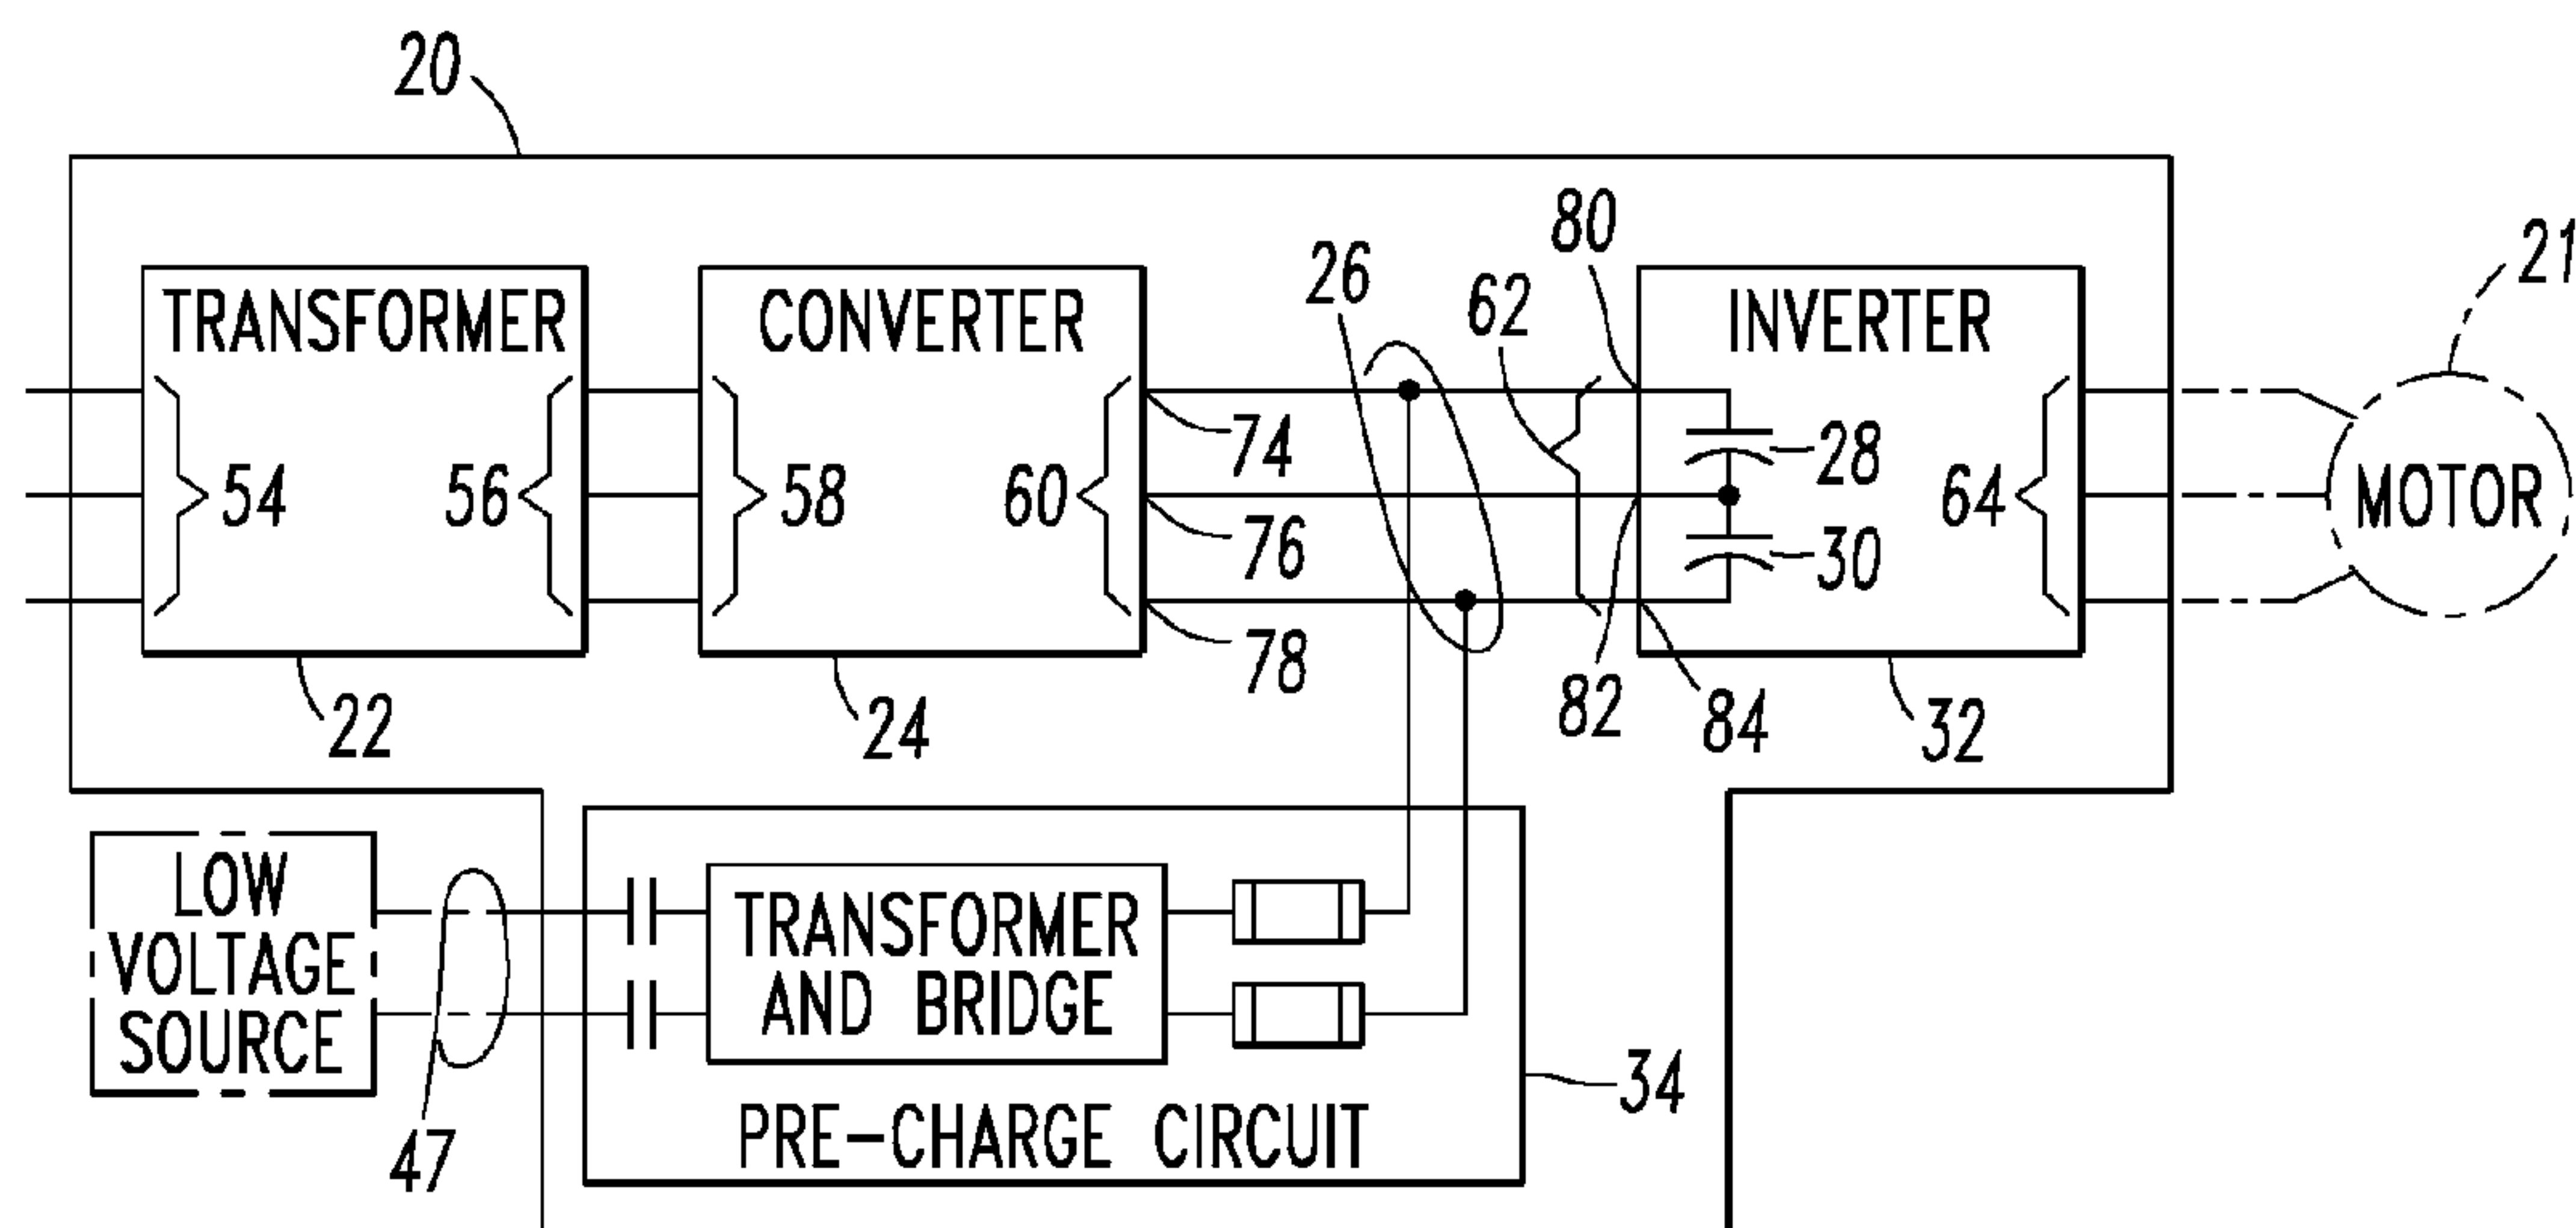 20
80
21
26
62
TRANSFORMER
CONVERTER
INVERTER
74
28
54
56
58
60
64
MOTOR
76
30
78
22
24
82
84
32
LOW
VOLTAGE
SOURCE
TRANSFORMER
AND BRIDGE
34
47
PRE-CHARGE CIRCUIT